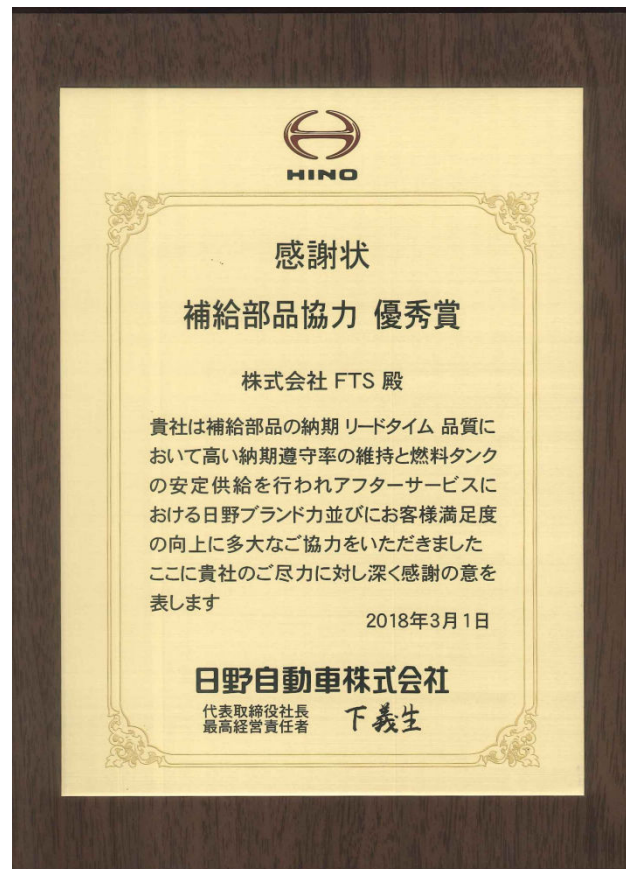 HINO
感謝状
補給部品協力 優秀賞
株式会社 FTS 殿
貴社は補給部品の納期 リードタイム 品質に
おいて高い納期遵守率の維持と燃料タンク
の安定供給を行われアフターサービスに
おける日野ブランド力並びにお客様満足度
の向上に多大なご協力をいただきました
ここに貴社のご尽力に対し深く感謝の意を
表します
2018年3月1日
日野自動車株式会社
代表取締役社長
最高経営責任者
下義生